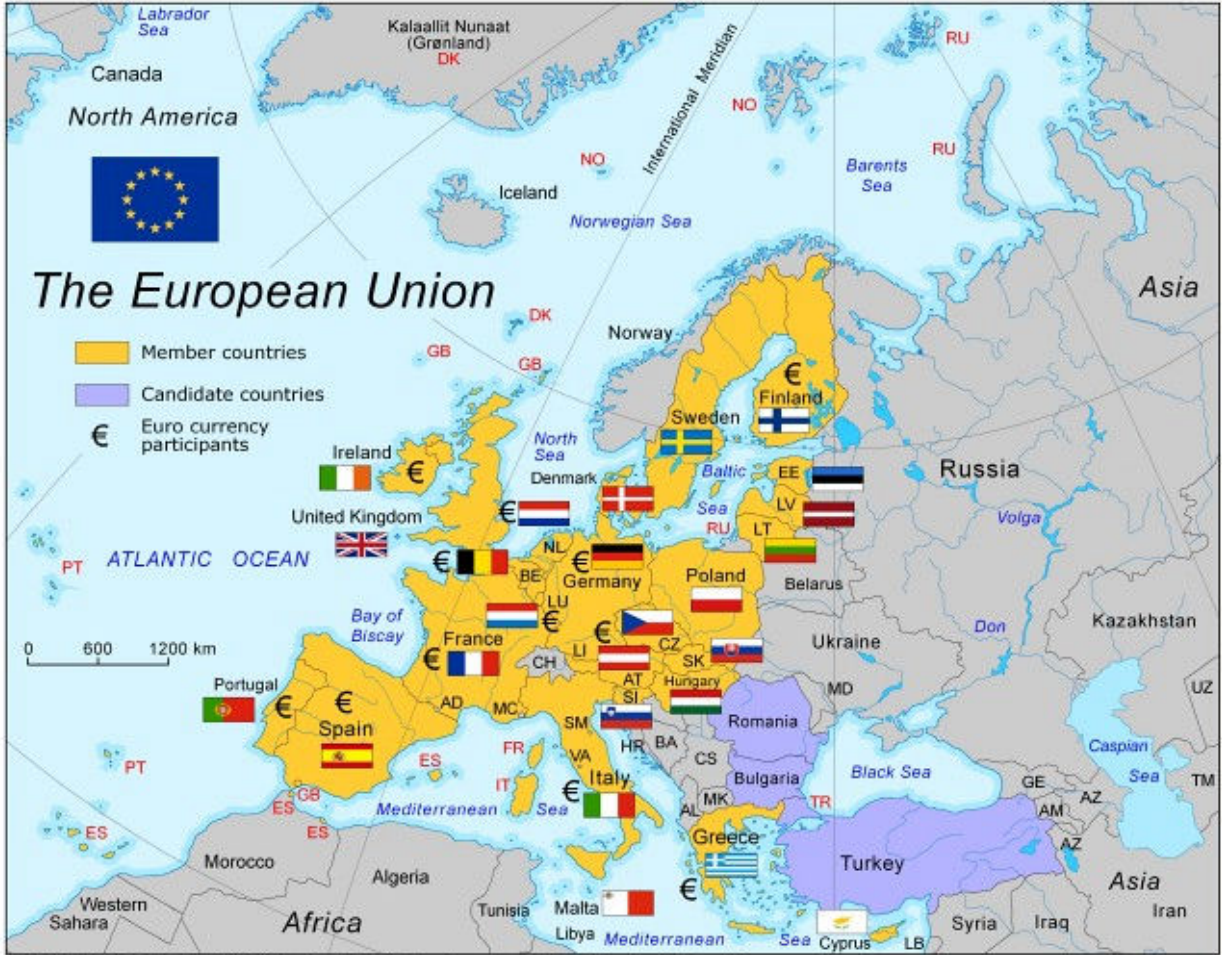 Labrador
Sea
Kalaallit Nunaat
(Grønland)
DK
RU
Canada
North America
International Meridian
NO
NO
RU
Barents
Sea
Iceland
Norwegian Sea
The European Union
Asia
DK
Norway
Member countries
GB
GB
Candidate countries
€
Finland
€
Euro currency
participants
Sweden
North
Sea
Ireland
€
Baltic
Sea
Denmark
EE
Russia
LV
United Kingdom
€
RU
LT
Volga
PT
ATLANTIC OCEAN
€
NL
€
Germany
BE
Poland
Belarus
LU
€
Bay of
Biscay
Kazakhstan
0
600
1200 km
France
€
€
CZ
LI
CH
SK
Ukraine
Don
Portugal
€
€
Spain
AD
MC
AT
SI
Hungary
MD
UZ
SM
Romania
PT
ES
FR
VA
HR
BA
CS
Caspian
Sea
IT
€
Italy
Bulgaria
Black Sea
TM
GB
ES
ES
ES
Mediterranean Sea
AL
MK
TR
GE
AM
AZ
AZ
Greece
€
Morocco
Algeria
Turkey
Asia
Western
Sahara
Africa
Tunisia
Malta
Libya
Mediterranean Sea
Cyprus
LB
Syria
Iraq
Iran